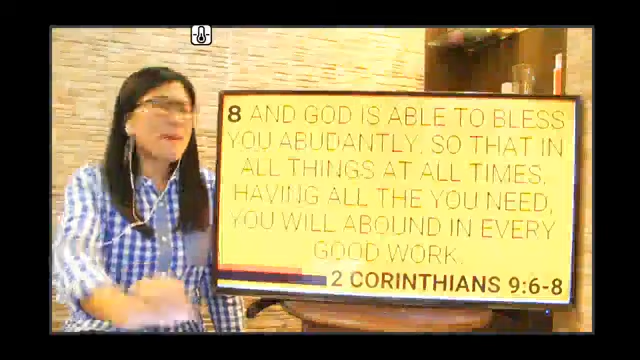 8 AND GOD IS ABLE TO BLESS
YOU ABUDANTLY, SO THAT IN
ALL THINGS AT ALL TIMES,
HAVING ALL THE YOU NEED,
YOU WILL ABOUND IN EVERY
GOOD WORK.
2 CORINTHIANS 9:6-8